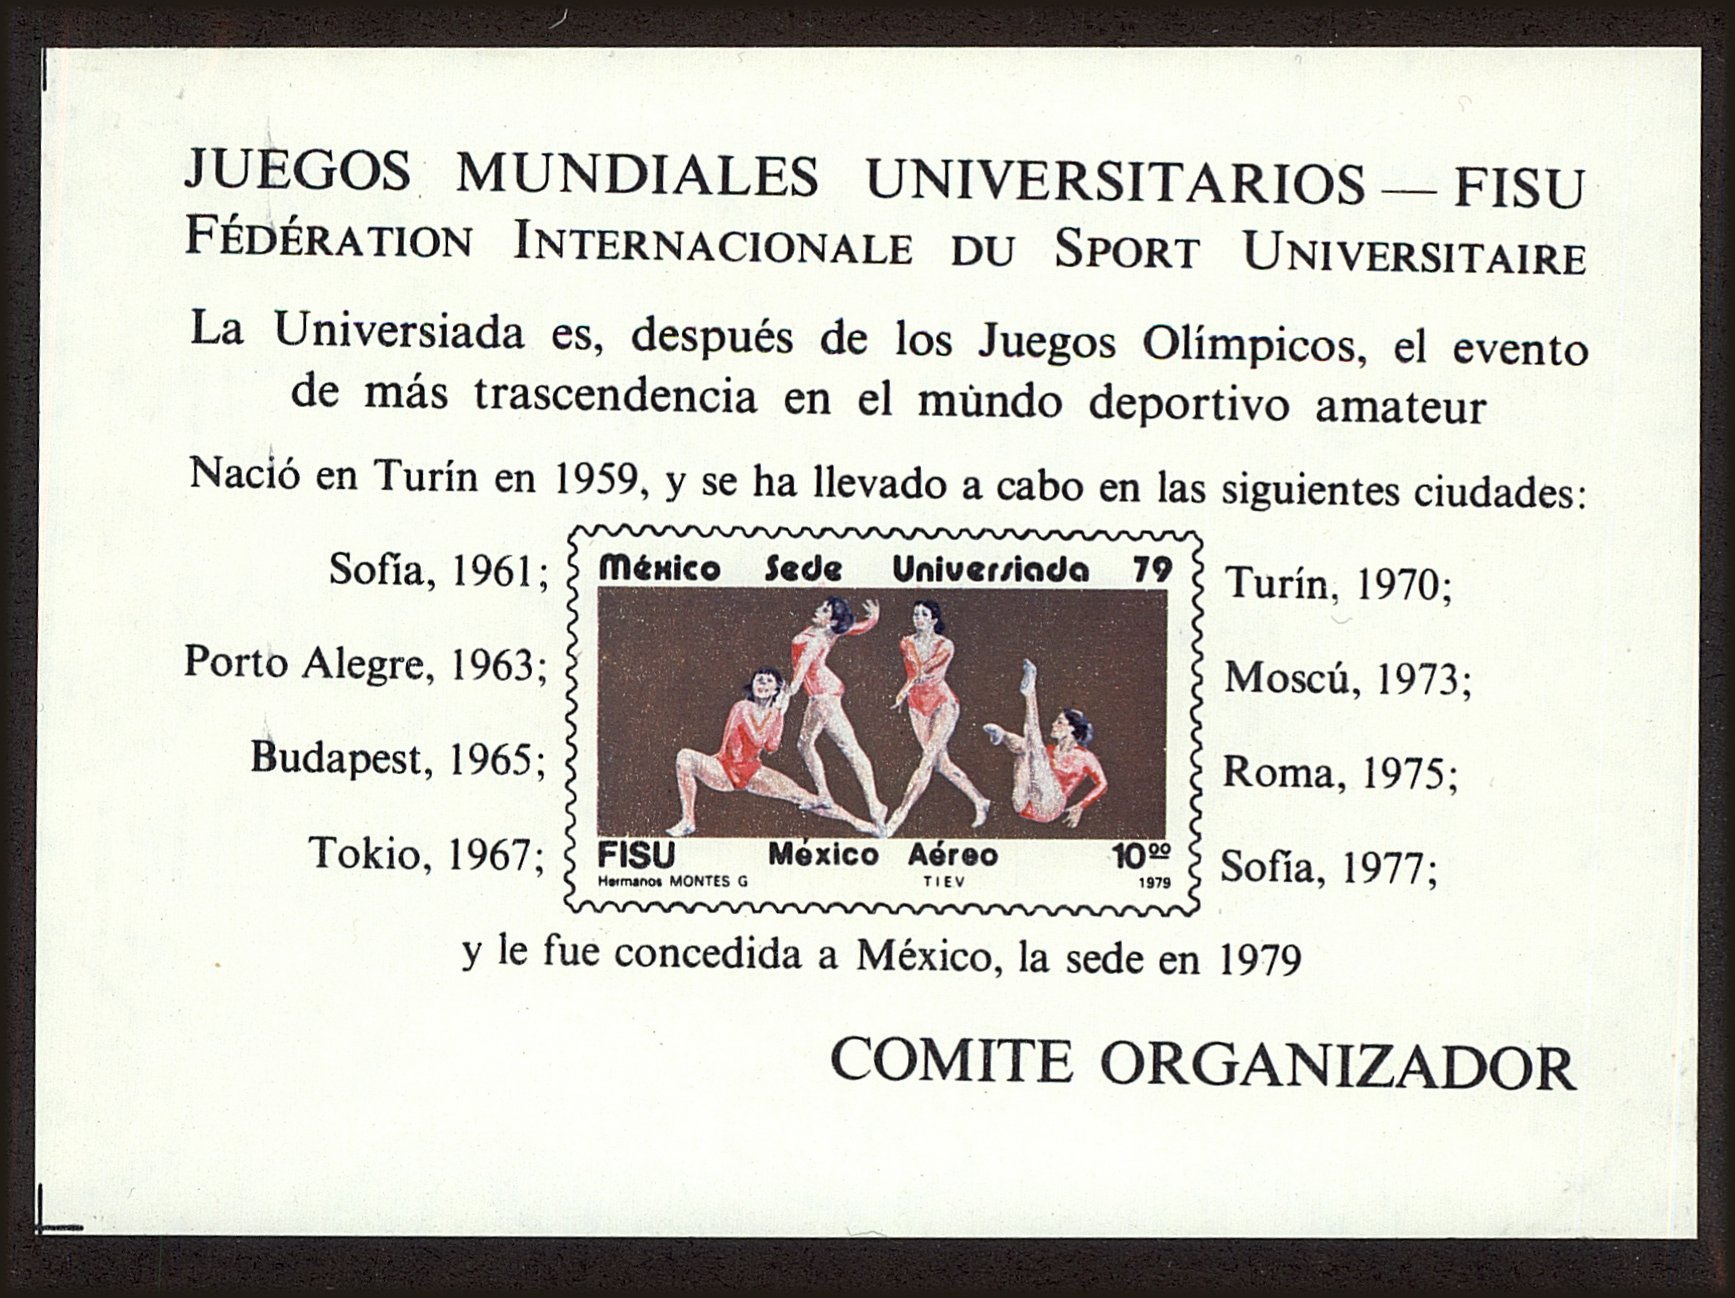 JUEGOS MUNDIALES UNIVERSITARIOS — FISU
FÉDÉRATION INTERNACIONALE DU SPORT UNIVERSITAIRE
La Universiada es, después de los Juegos Olímpicos, el evento
de más trascendencia en el mundo deportivo amateur
Nació en Turín en 1959, y se ha llevado a cabo en las siguientes ciudades:
Sofía, 1961;
Porto Alegre, 1963;
Budapest, 1965;
Tokio, 1967;
México Sede Universiada 79
FISU México Aéreo 10.00
Hermanos MONTES G TIEV 1979
Turín, 1970;
Moscú, 1973;
Roma, 1975;
Sofía, 1977;
y le fue concedida a México, la sede en 1979
COMITE ORGANIZADOR